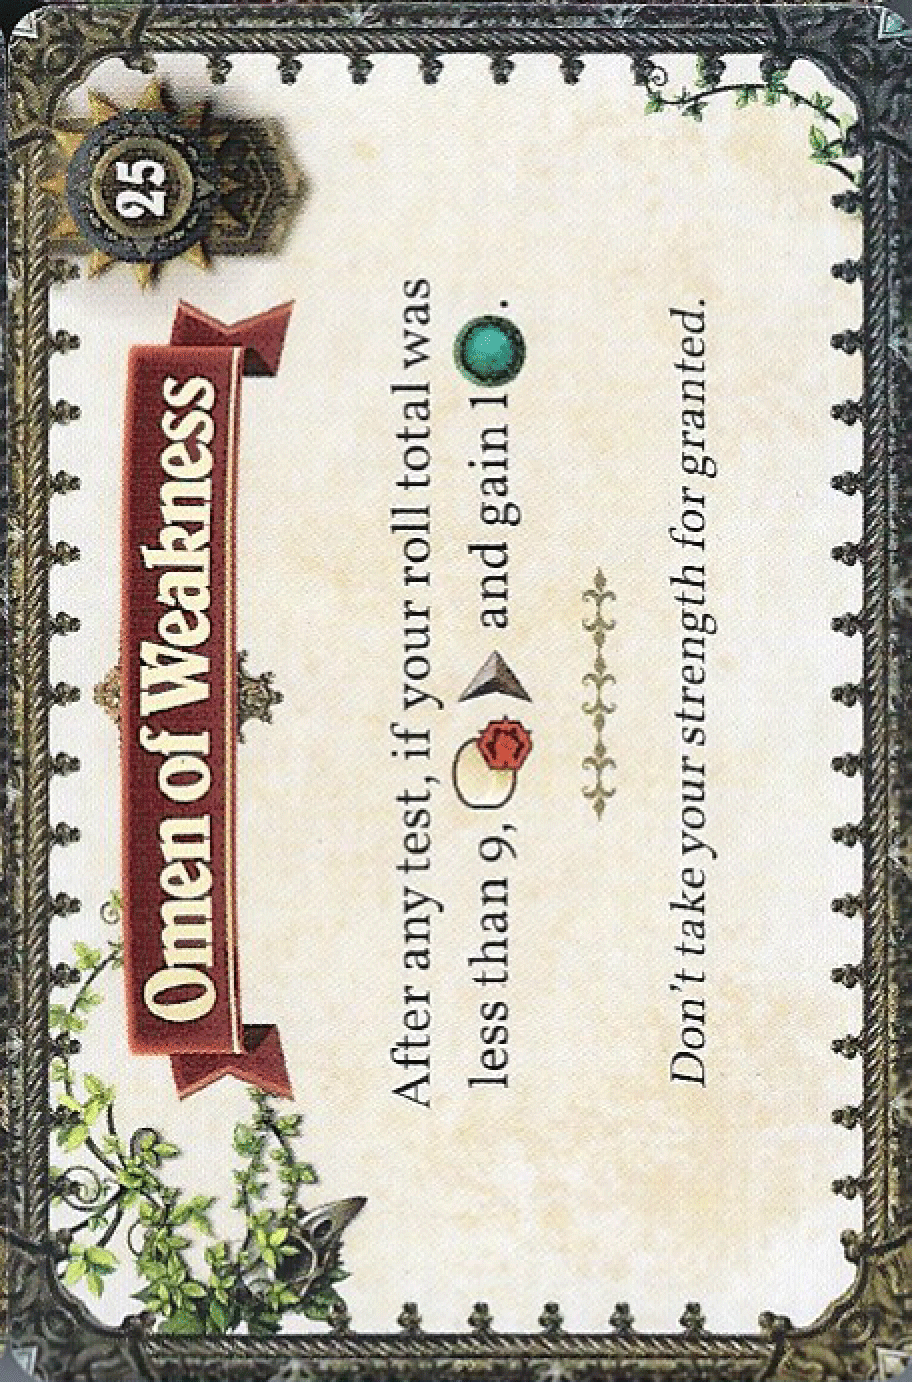 25
Omen of Weakness
After any test, if your roll total was
less than 9, and gain 1 .
Don't take your strength for granted.